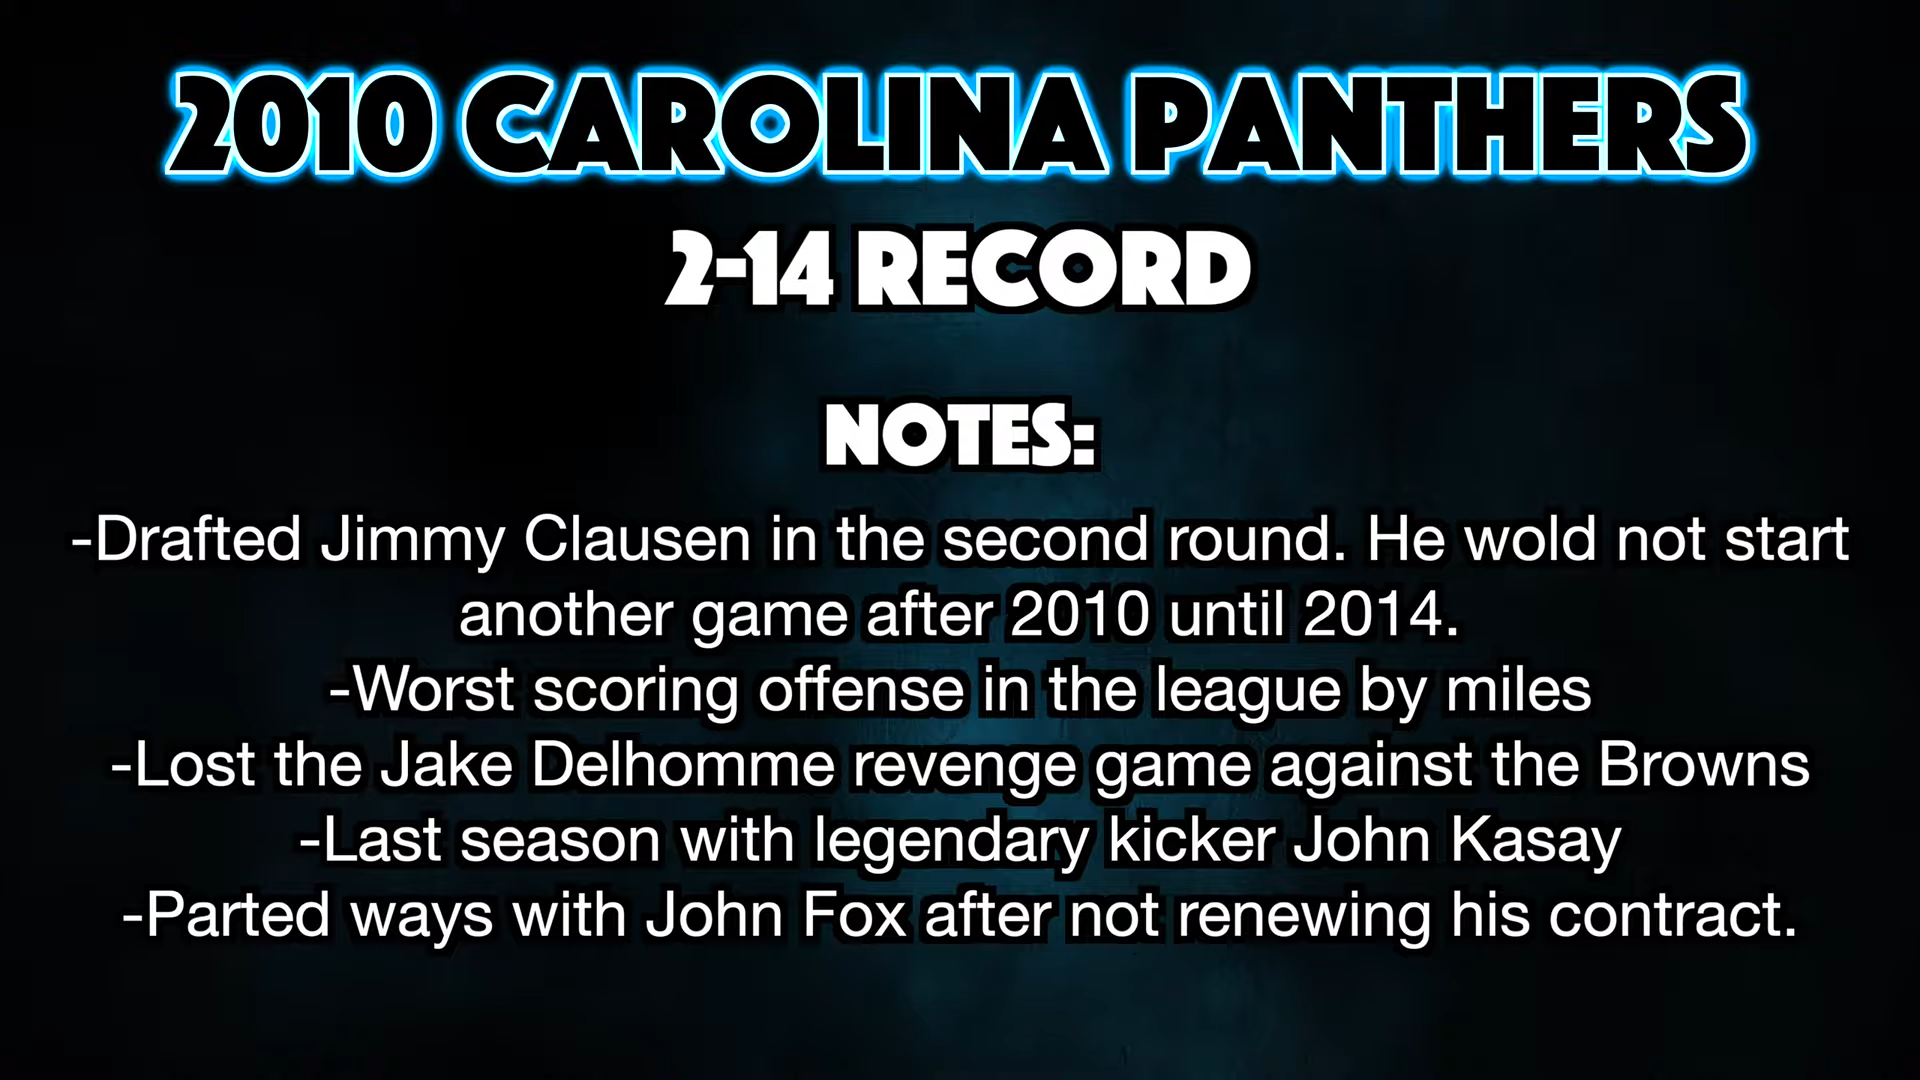 2010 CAROLINA PANTHERS
2-14 RECORD
NOTES:
-Drafted Jimmy Clausen in the second round. He wold not start
another game after 2010 until 2014.
-Worst scoring offense in the league by miles
-Lost the Jake Delhomme revenge game against the Browns
-Last season with legendary kicker John Kasay
-Parted ways with John Fox after not renewing his contract.